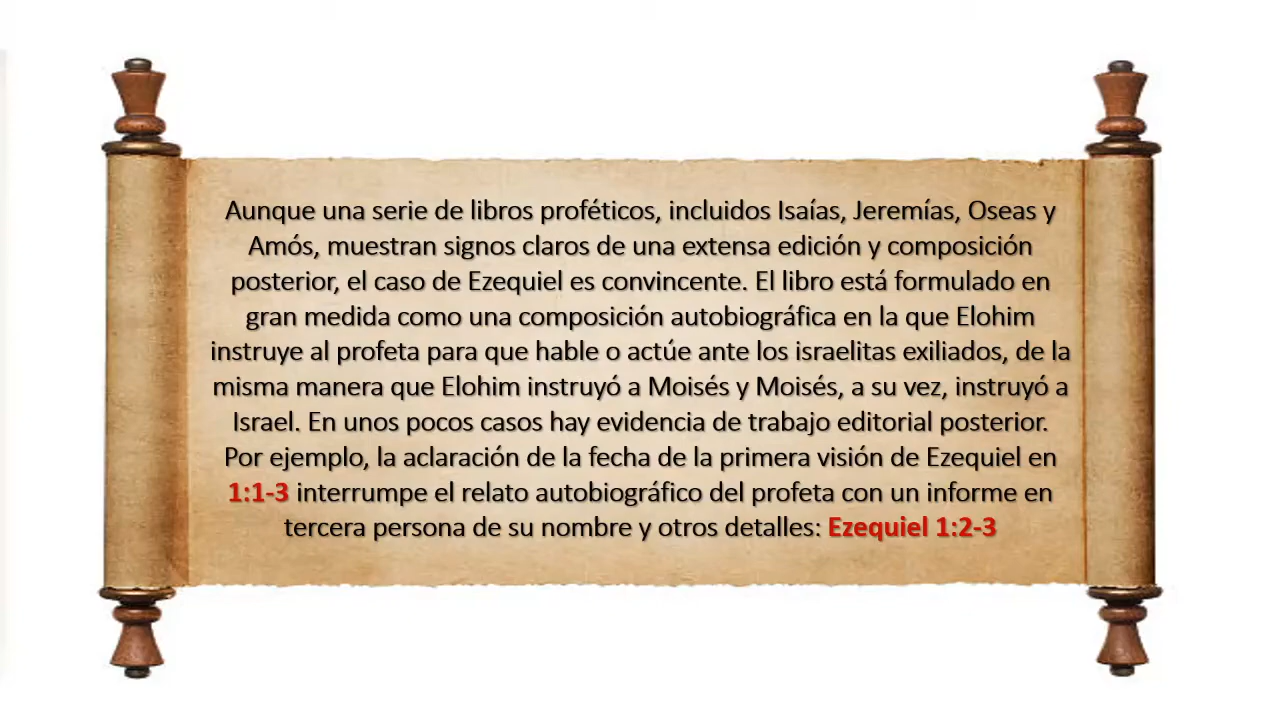 Aunque una serie de libros proféticos, incluidos Isaías, Jeremías, Oseas y
Amós, muestran signos claros de una extensa edición y composición
posterior, el caso de Ezequiel es convincente. El libro está formulado en
gran medida como una composición autobiográfica en la que Elohim
instruye al profeta para que hable o actúe ante los israelitas exiliados, de la
misma manera que Elohim instruyó a Moisés y Moisés, a su vez, instruyó a
Israel. En unos pocos casos hay evidencia de trabajo editorial posterior.
Por ejemplo, la aclaración de la fecha de la primera visión de Ezequiel en
1:1-3 interrumpe el relato autobiográfico del profeta con un informe en
tercera persona de su nombre y otros detalles: Ezequiel 1:2-3